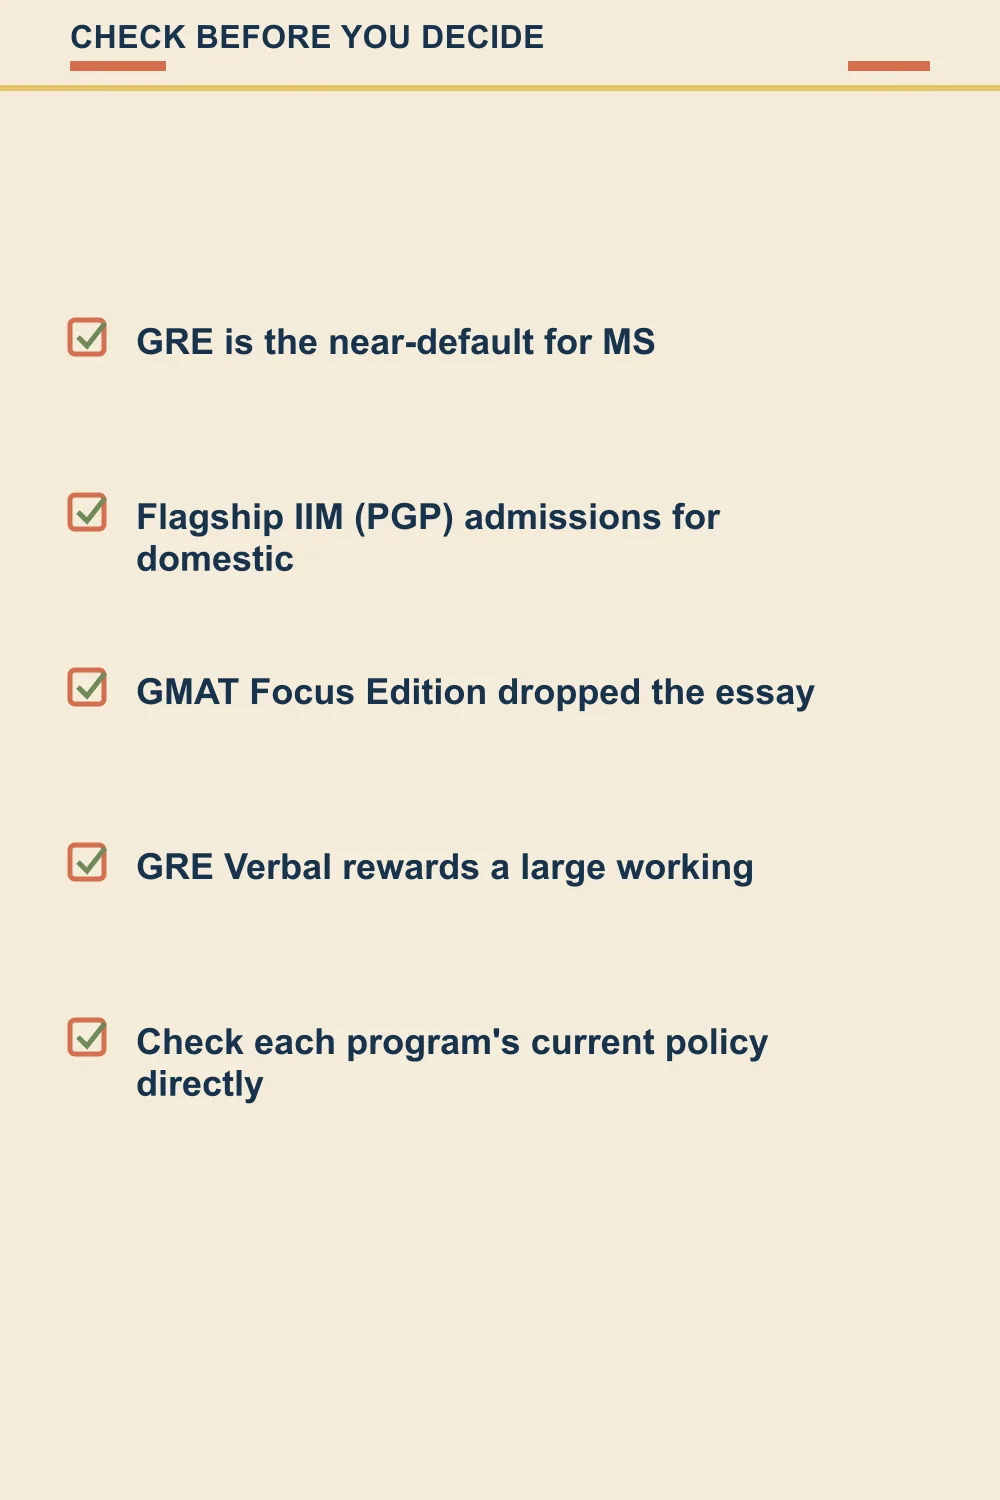 CHECK BEFORE YOU DECIDE
GRE is the near-default for MS
Flagship IIM (PGP) admissions for
domestic
GMAT Focus Edition dropped the essay
GRE Verbal rewards a large working
Check each program's current policy
directly